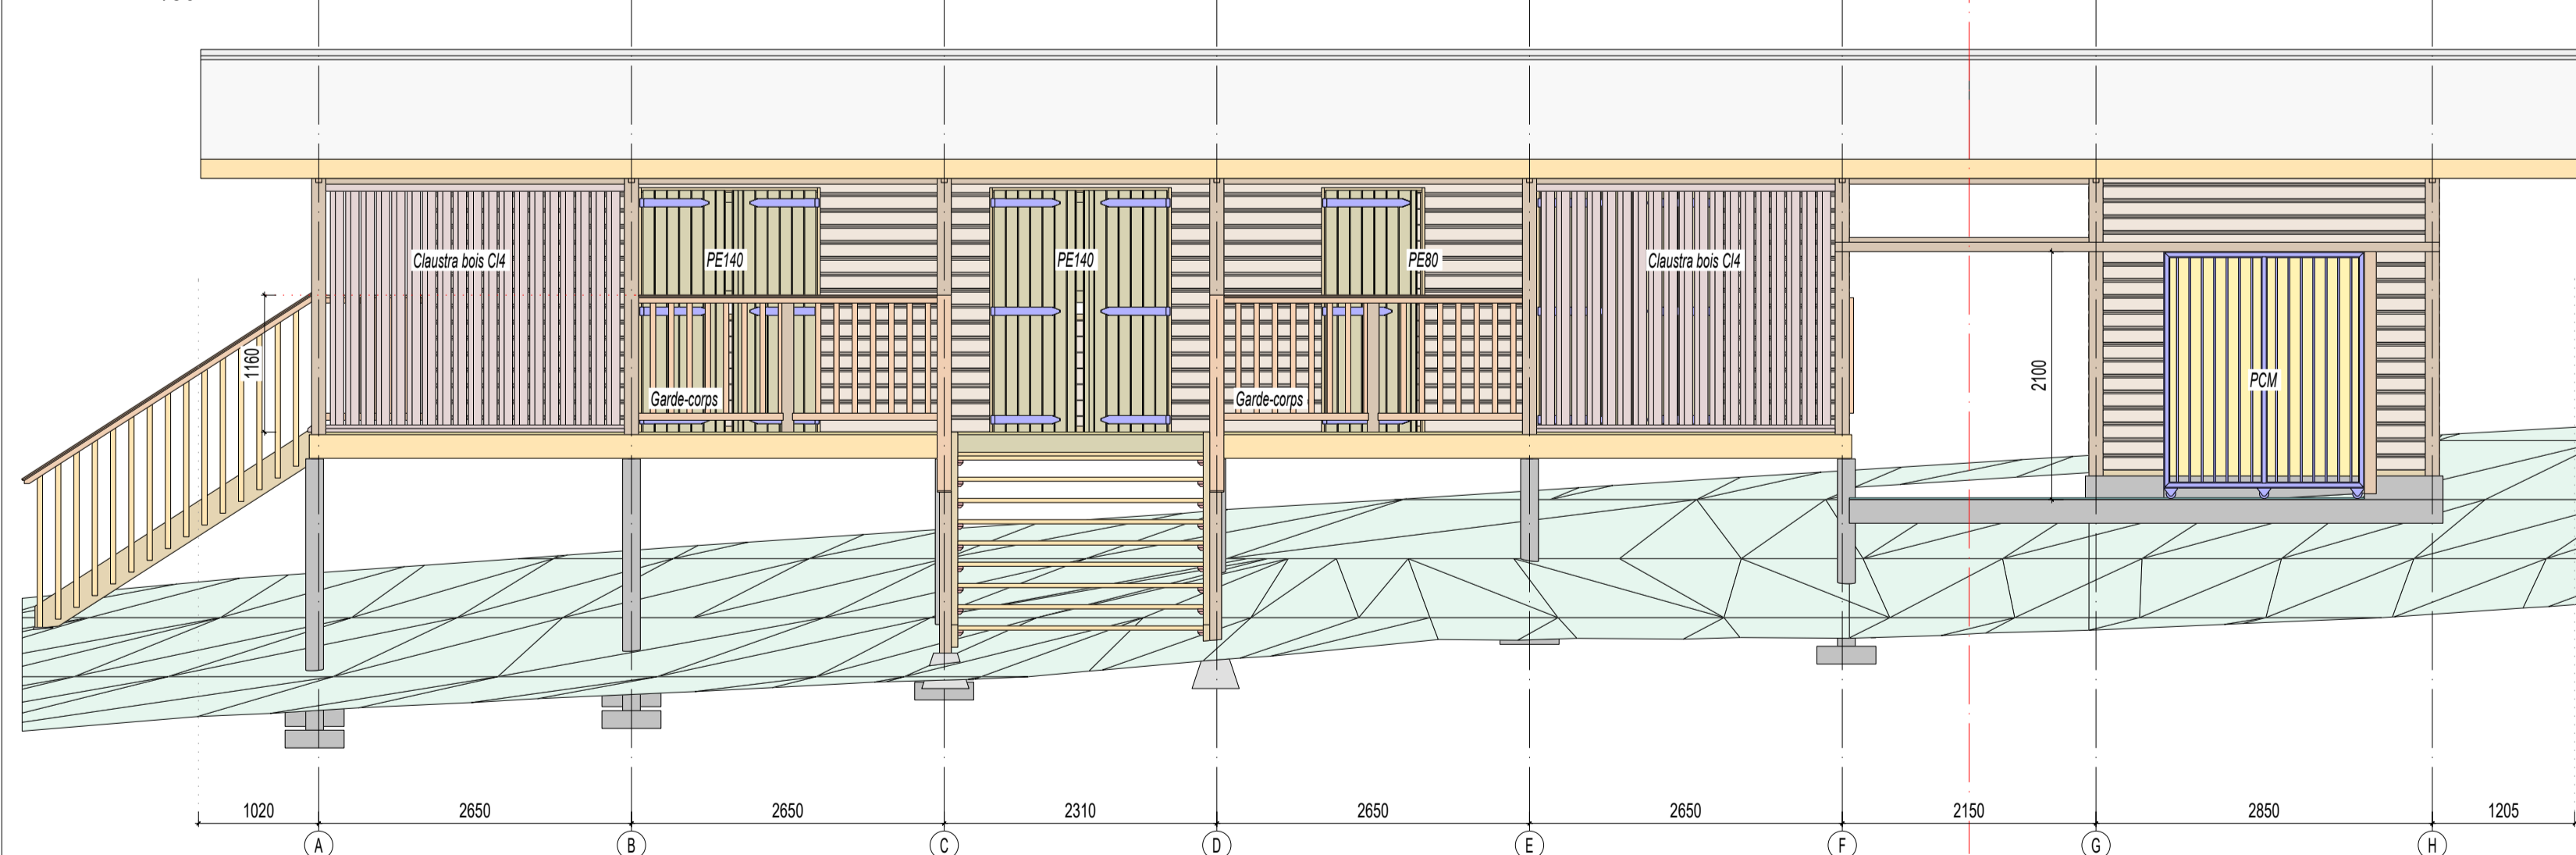 Claustra bois Cl4
PE140
PE140
PE80
Claustra bois Cl4
1160
2100
PCM
Garde-corps
Garde-corps
1020
2650
2650
2310
2650
2650
2150
2850
1205
A
B
C
D
E
F
G
H